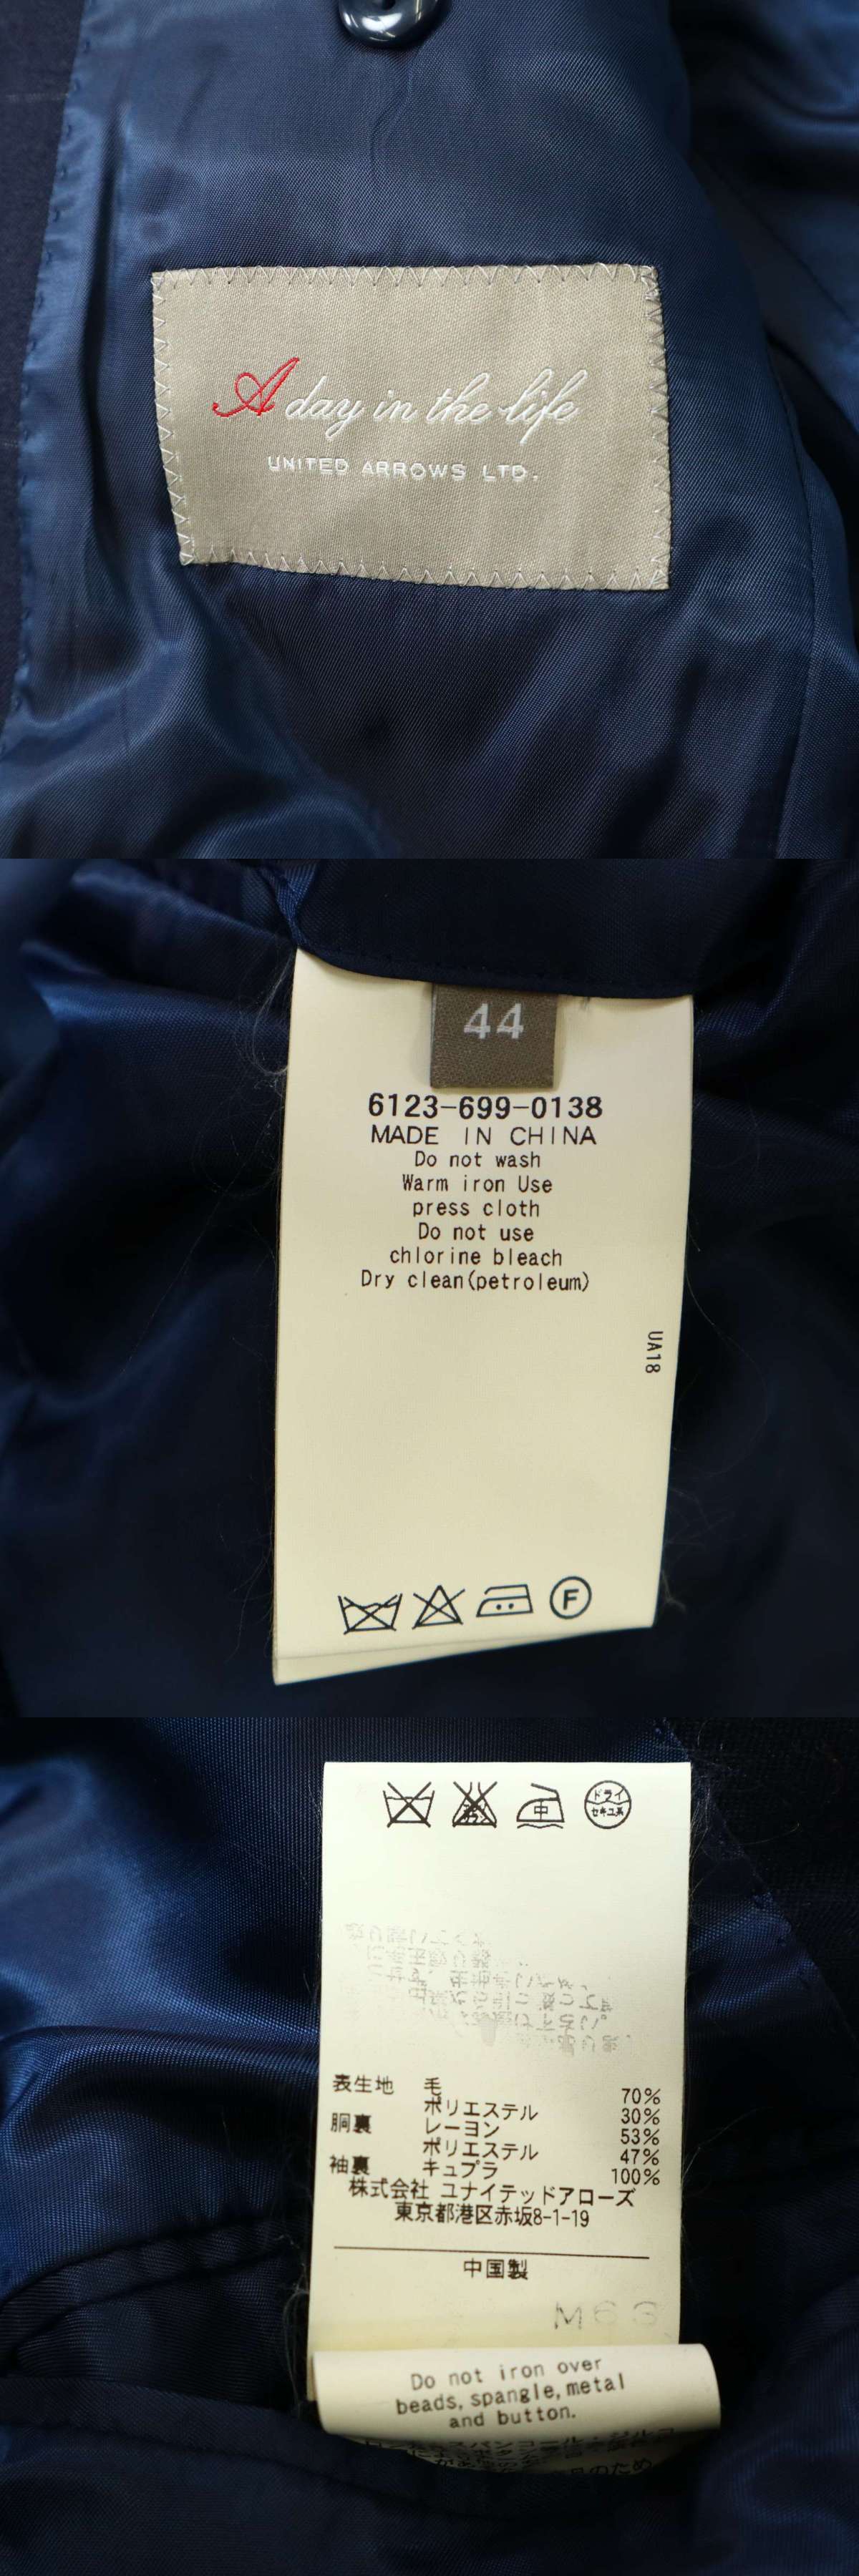 A day in the life
UNITED ARROWS LTD.
44
6123-699-0138
MADE IN CHINA
Do not wash
Warm iron Use
press cloth
Do not use
chlorine bleach
Dry clean(petroleum)
UA18
F
中
ドライ
セキユ系
表生地 毛 70%
ポリエステル 30%
胴裏 レーヨン 53%
ポリエステル 47%
袖裏 キュプラ 100%
株式会社 ユナイテッドアローズ
東京都港区赤坂8-1-19
中国製
Do not iron over
beads,spangle,metal
and button.